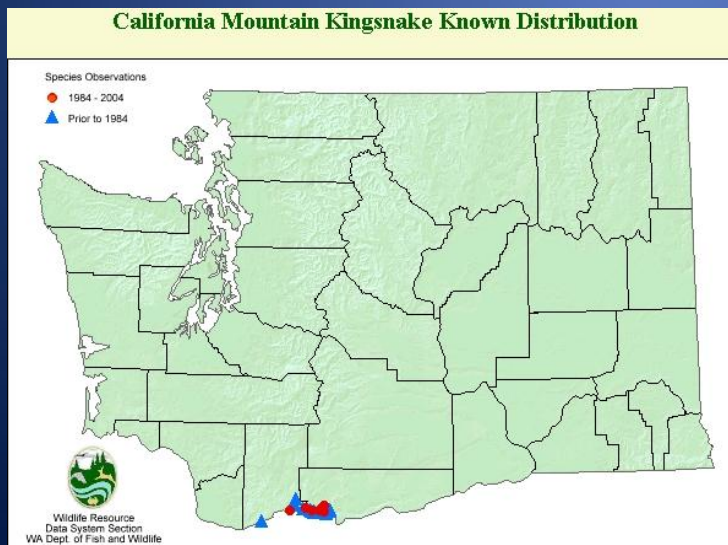 California Mountain Kingsnake Known Distribution
Species Observations
1984 - 2004
Prior to 1984
Wildlife Resource
Data System Section
WA Dept. of Fish and Wildlife